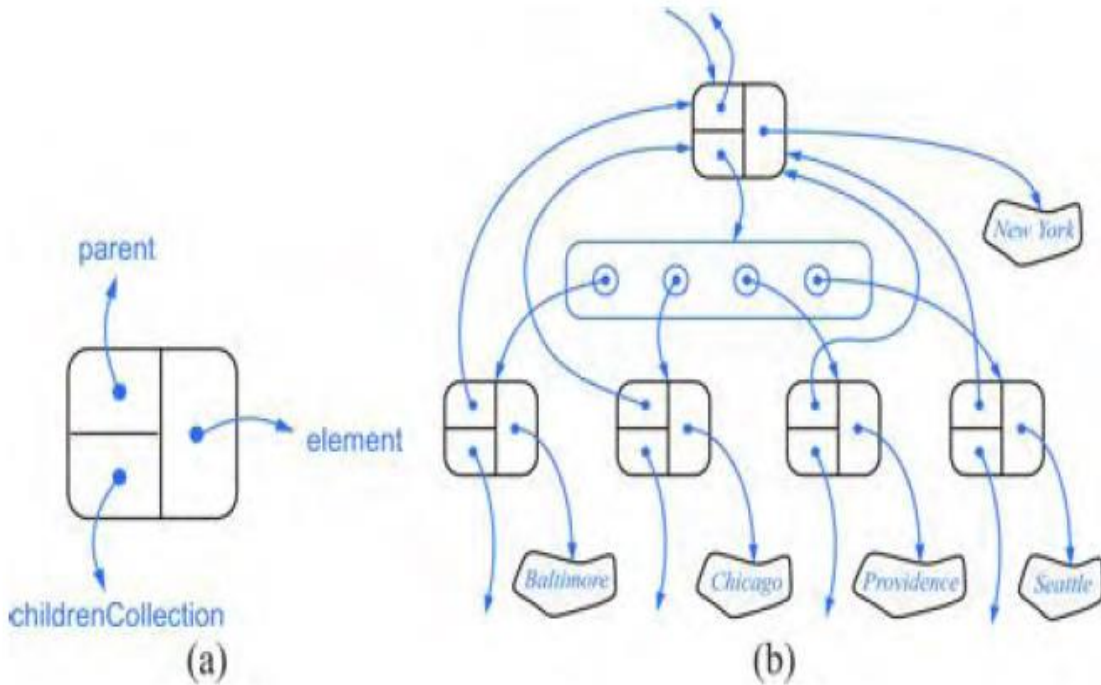 parent
element
childrenCollection
(a)
New York
Baltimore
Chicago
Providence
Seattle
(b)